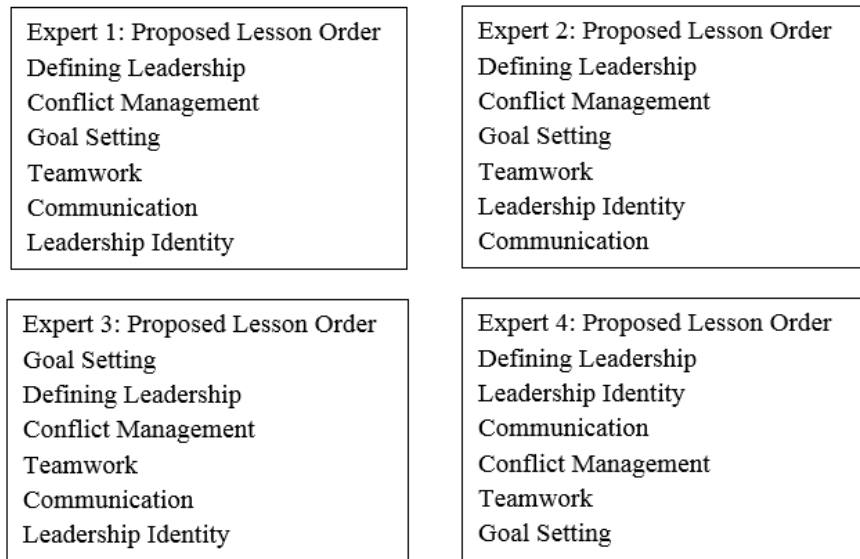 Expert 1: Proposed Lesson Order
Defining Leadership
Conflict Management
Goal Setting
Teamwork
Communication
Leadership Identity
Expert 2: Proposed Lesson Order
Defining Leadership
Conflict Management
Goal Setting
Teamwork
Leadership Identity
Communication
Expert 3: Proposed Lesson Order
Goal Setting
Defining Leadership
Conflict Management
Teamwork
Communication
Leadership Identity
Expert 4: Proposed Lesson Order
Defining Leadership
Leadership Identity
Communication
Conflict Management
Teamwork
Goal Setting